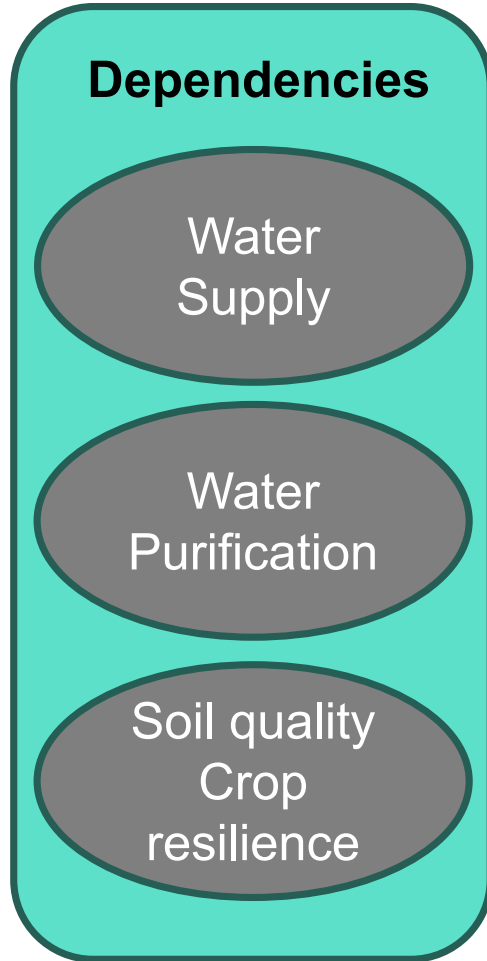 Dependencies
Water
Supply
Water
Purification
Soil quality
Crop
resilience